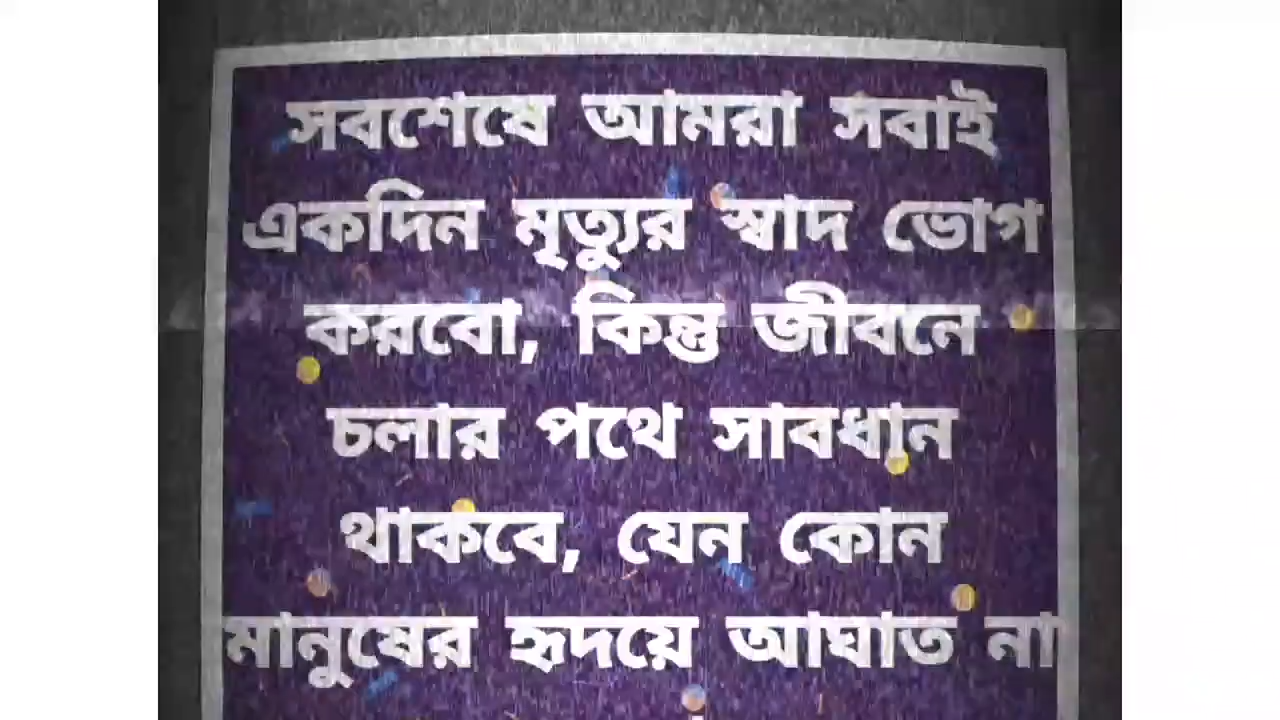 সবশেষে আমরা সবাই
একদিন মৃত্যুর স্বাদ ভোগ
করবো, কিন্তু জীবনে
চলার পথে সাবধান
থাকবে, যেন কোন
মানুষের হৃদয়ে আঘাত না